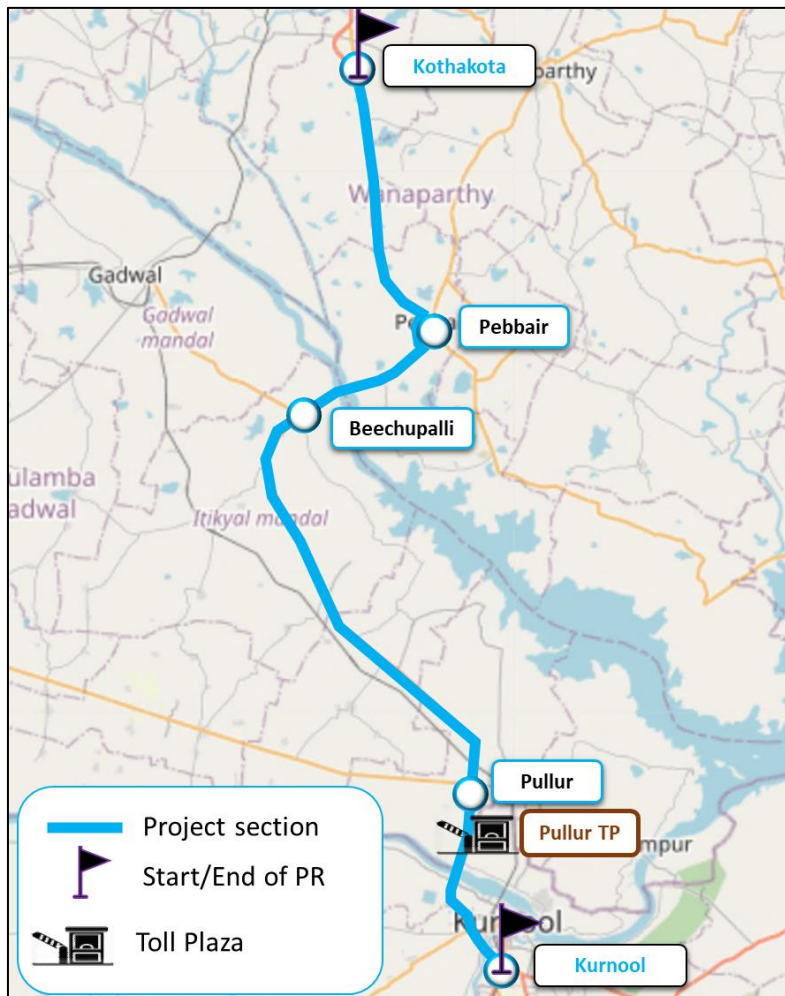 Kothakota
parthy
Wanaparthy
Gadwal
Gadwal
mandal
Pebbair
Beechupalli
ulamba
adwal
Itikyal mandal
Pullur
Pullur TP
mpur
Project section
Start/End of PR
Toll Plaza
Kurnool
Kurnool